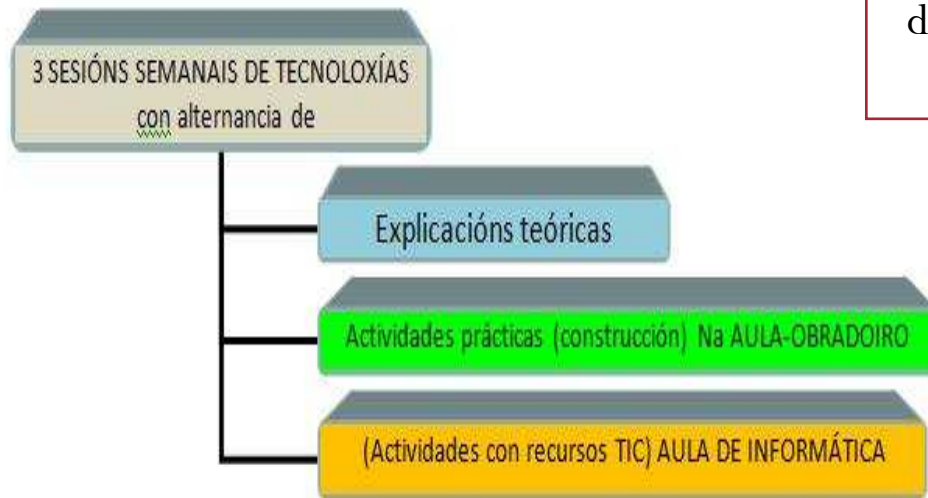 d
3 SESIÓNS SEMANAIS DE TECNOLOXÍAS
con alternancia de
Explicacións teóricas
Actividades prácticas (construcción) Na AULA-OBRADOIRO
(Actividades con recursos TIC) AULA DE INFORMÁTICA